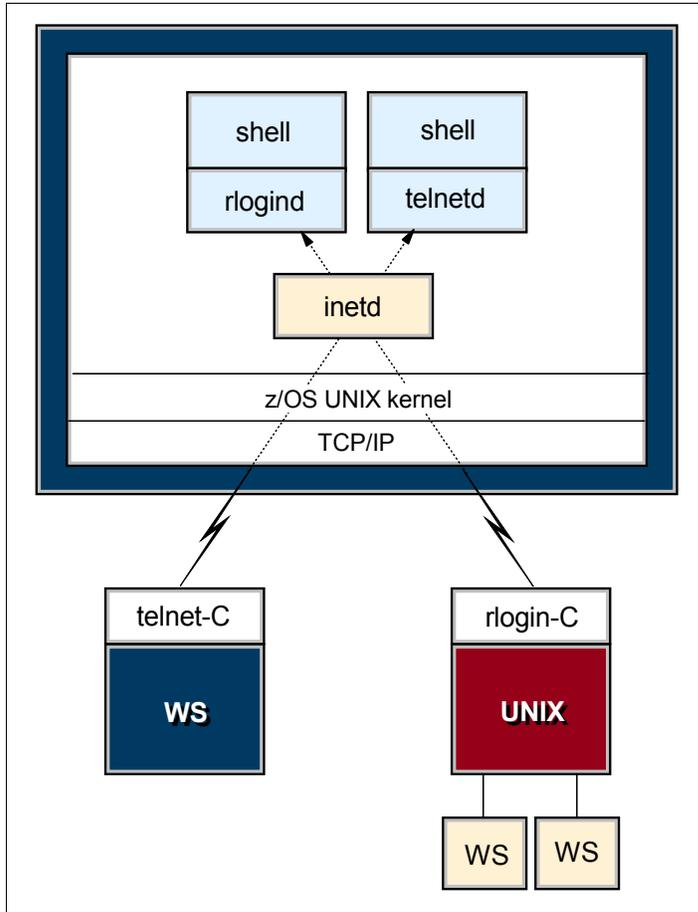 shell
shell
rlogind
telnetd
inetd
z/OS UNIX kernel
TCP/IP
telnet-C
rlogin-C
WS
UNIX
WS
WS